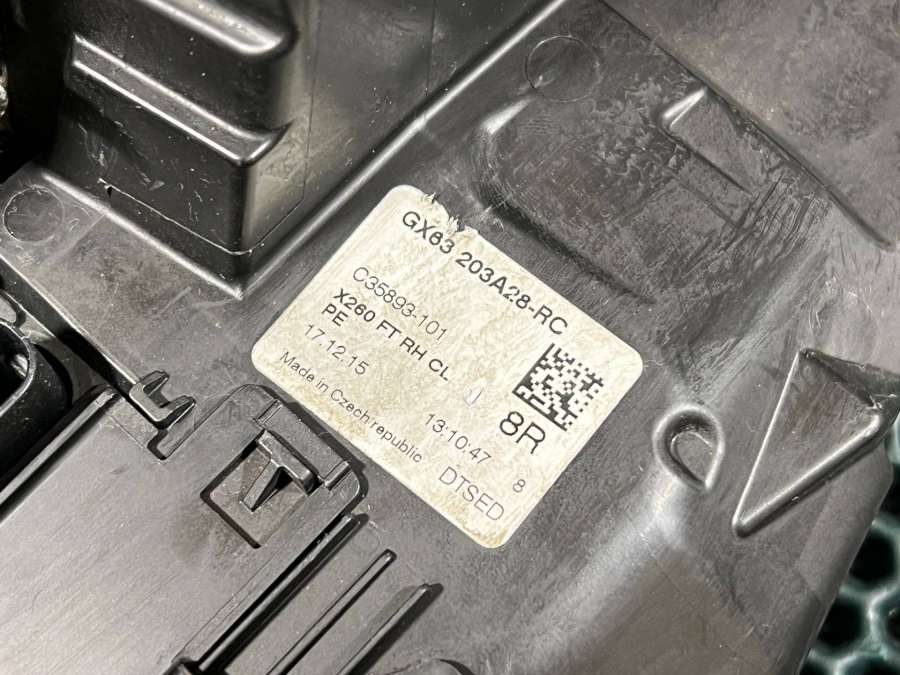 GX63 203A28-RC
C35893-101
X260 FT RH CL
PE
17.12.15 13:10:47 8R
Made in Czech republic DTSED 8